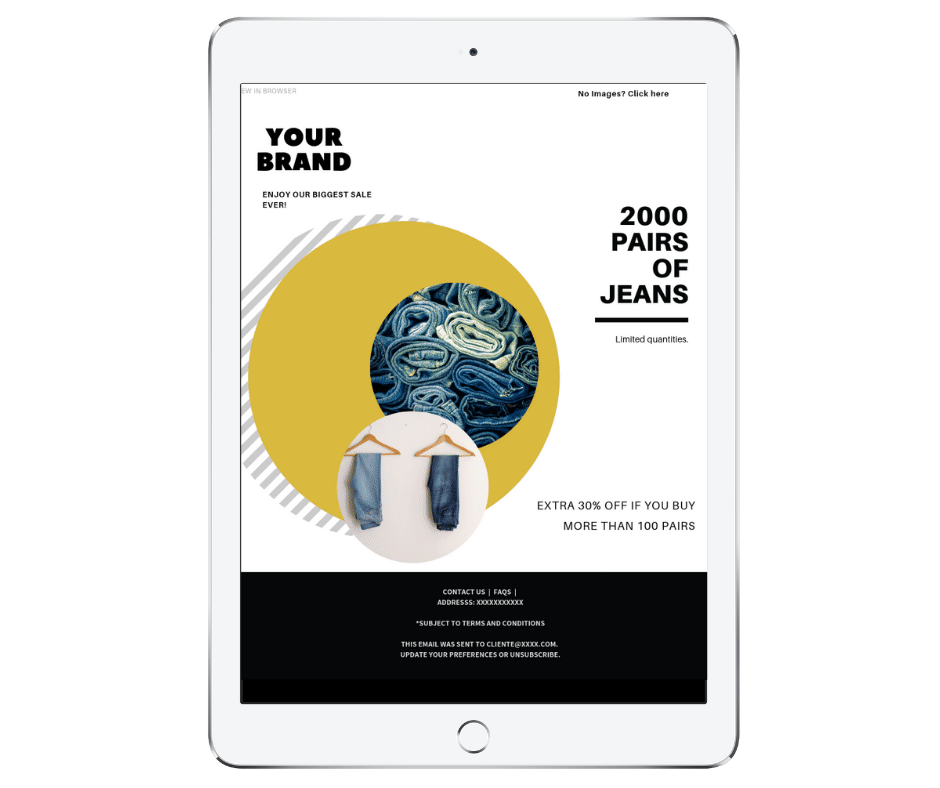 EW IN BROWSER
No Images? Click here
YOUR
BRAND
ENJOY OUR BIGGEST SALE
EVER!
2000
PAIRS
OF
JEANS
Limited quantities.
EXTRA 30% OFF IF YOU BUY
MORE THAN 100 PAIRS
CONTACT US | FAQS |
ADDRESSS: XXXXXXXXXXX
*SUBJECT TO TERMS AND CONDITIONS
THIS EMAIL WAS SENT TO CLIENTE@XXXX.COM.
UPDATE YOUR PREFERENCES OR UNSUBSCRIBE.